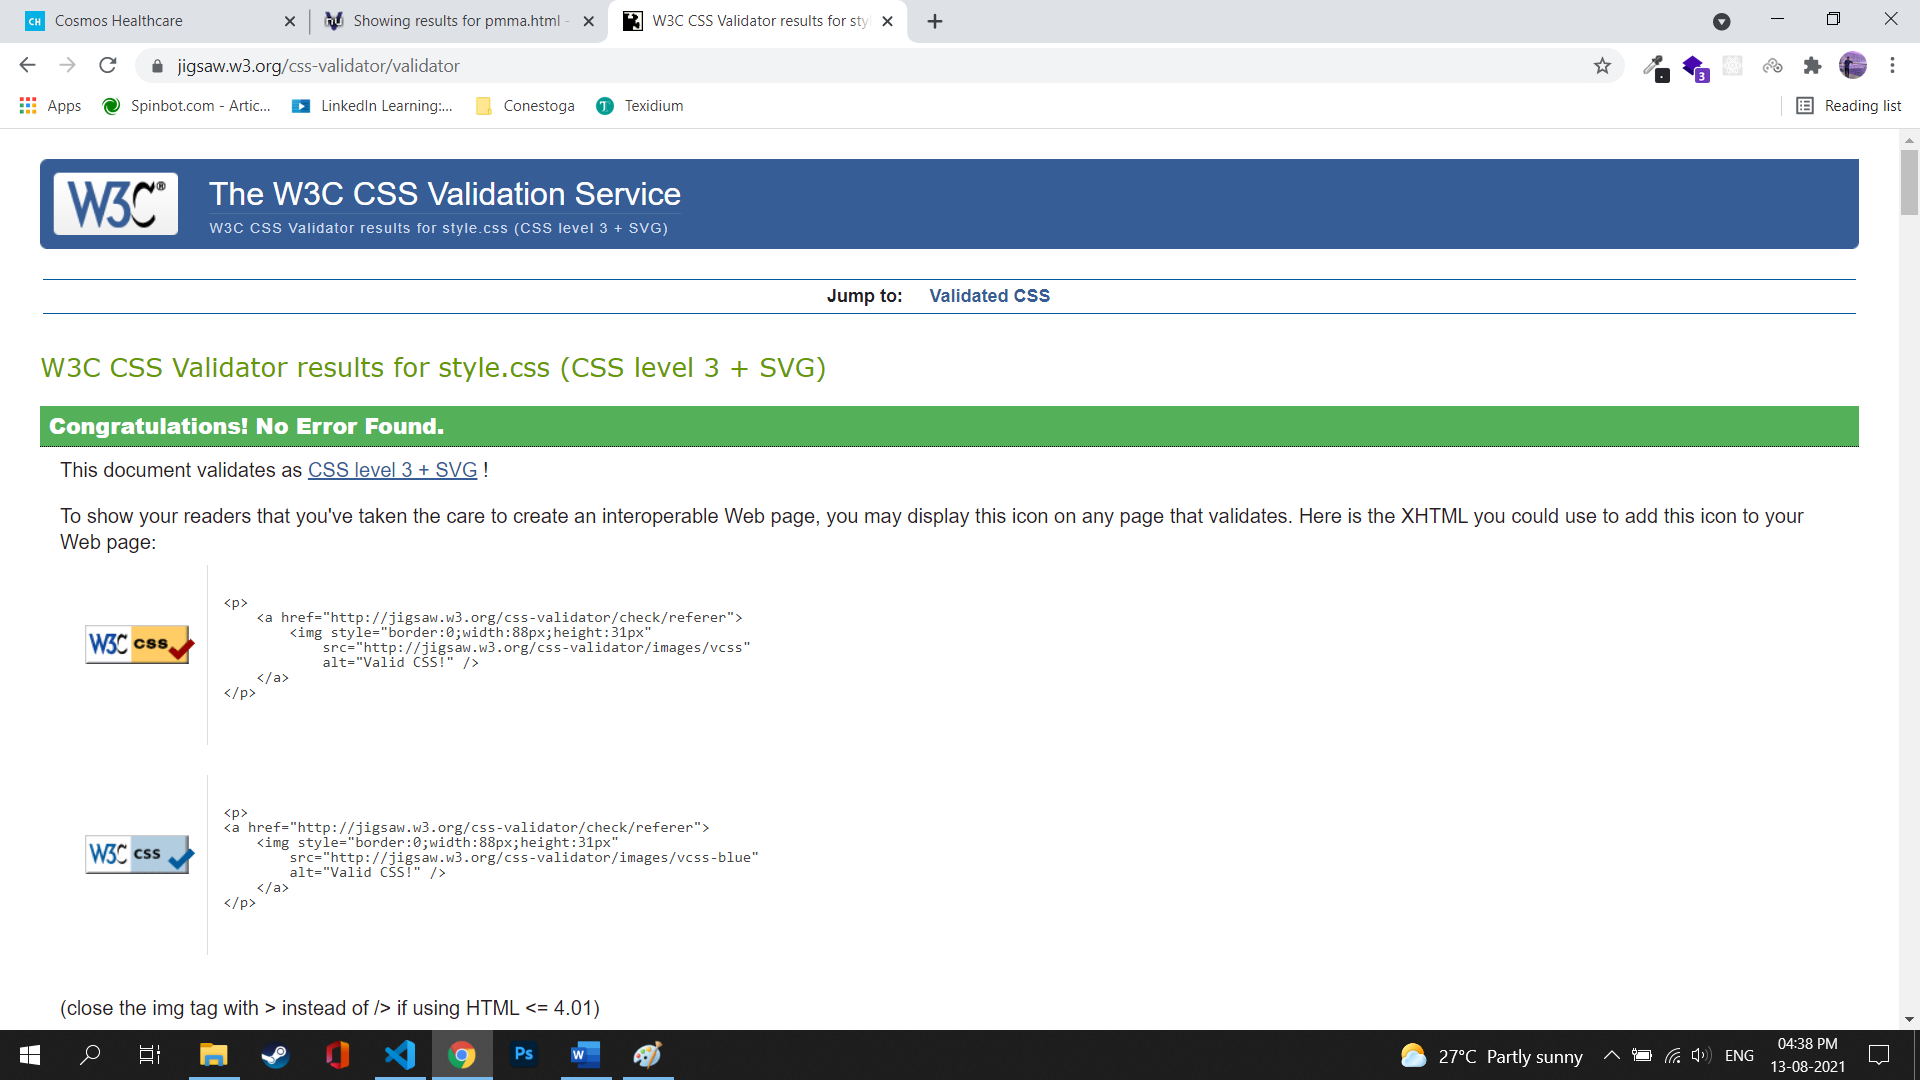 CH Cosmos Healthcare
Showing results for pmma.html -
W3C CSS Validator results for sty
jigsaw.w3.org/css-validator/validator
3
Apps
Spinbot.com - Artic...
LinkedIn Learning:...
Conestoga
Texidium
Reading list
W3C®
The W3C CSS Validation Service
W3C CSS Validator results for style.css (CSS level 3 + SVG)
Jump to: Validated CSS
W3C CSS Validator results for style.css (CSS level 3 + SVG)
Congratulations! No Error Found.
This document validates as CSS level 3 + SVG !
To show your readers that you've taken the care to create an interoperable Web page, you may display this icon on any page that validates. Here is the XHTML you could use to add this icon to your
Web page:
W3C css
<p>
<a href="http://jigsaw.w3.org/css-validator/check/referer">
<img style="border:0;width:88px;height:31px"
src="http://jigsaw.w3.org/css-validator/images/vcss"
alt="Valid CSS!" />
</a>
</p>
W3C css
<p>
<a href="http://jigsaw.w3.org/css-validator/check/referer">
<img style="border:0;width:88px;height:31px"
src="http://jigsaw.w3.org/css-validator/images/vcss-blue"
alt="Valid CSS!" />
</a>
</p>
(close the img tag with > instead of /> if using HTML <= 4.01)
Ps
W
27°C Partly sunny
ENG
04:38 PM
13-08-2021